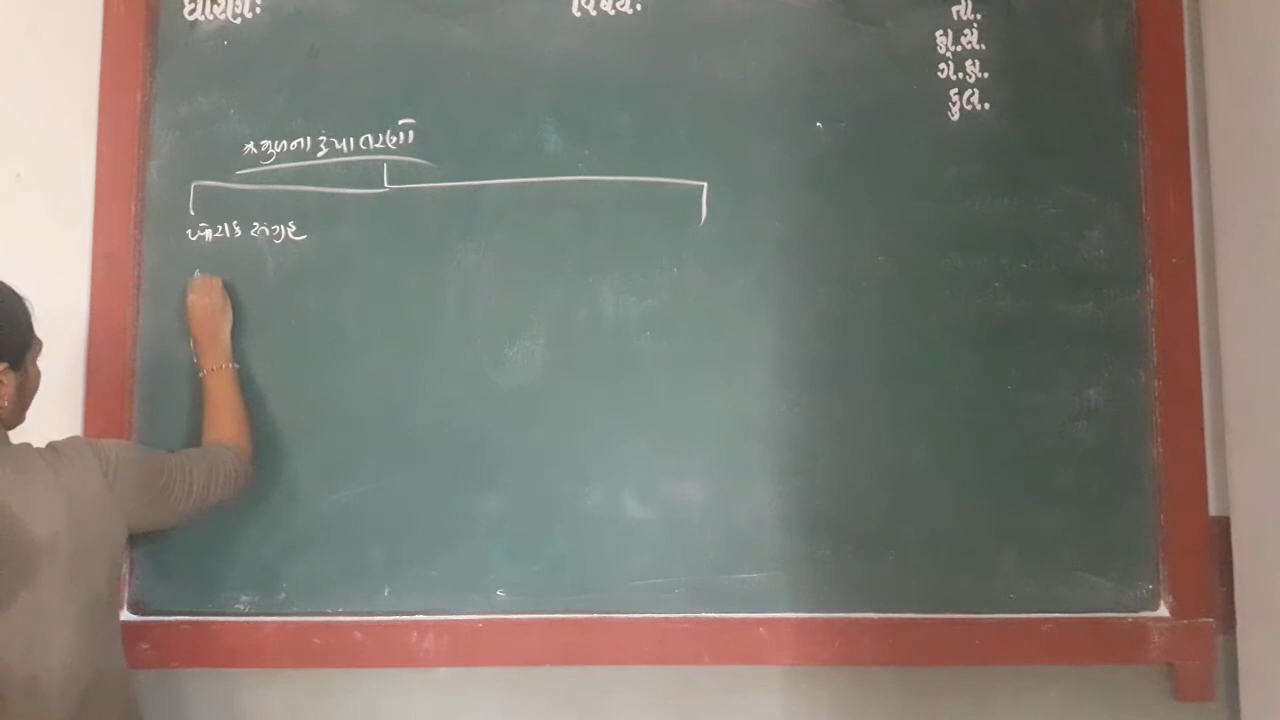 ધોરણઃ
વિષયઃ
તા.
ક્રા.સં.
ગે.હા.
કુલ.
મૂળના રૂપાંતરણો
ખોરાક સંગ્રહ